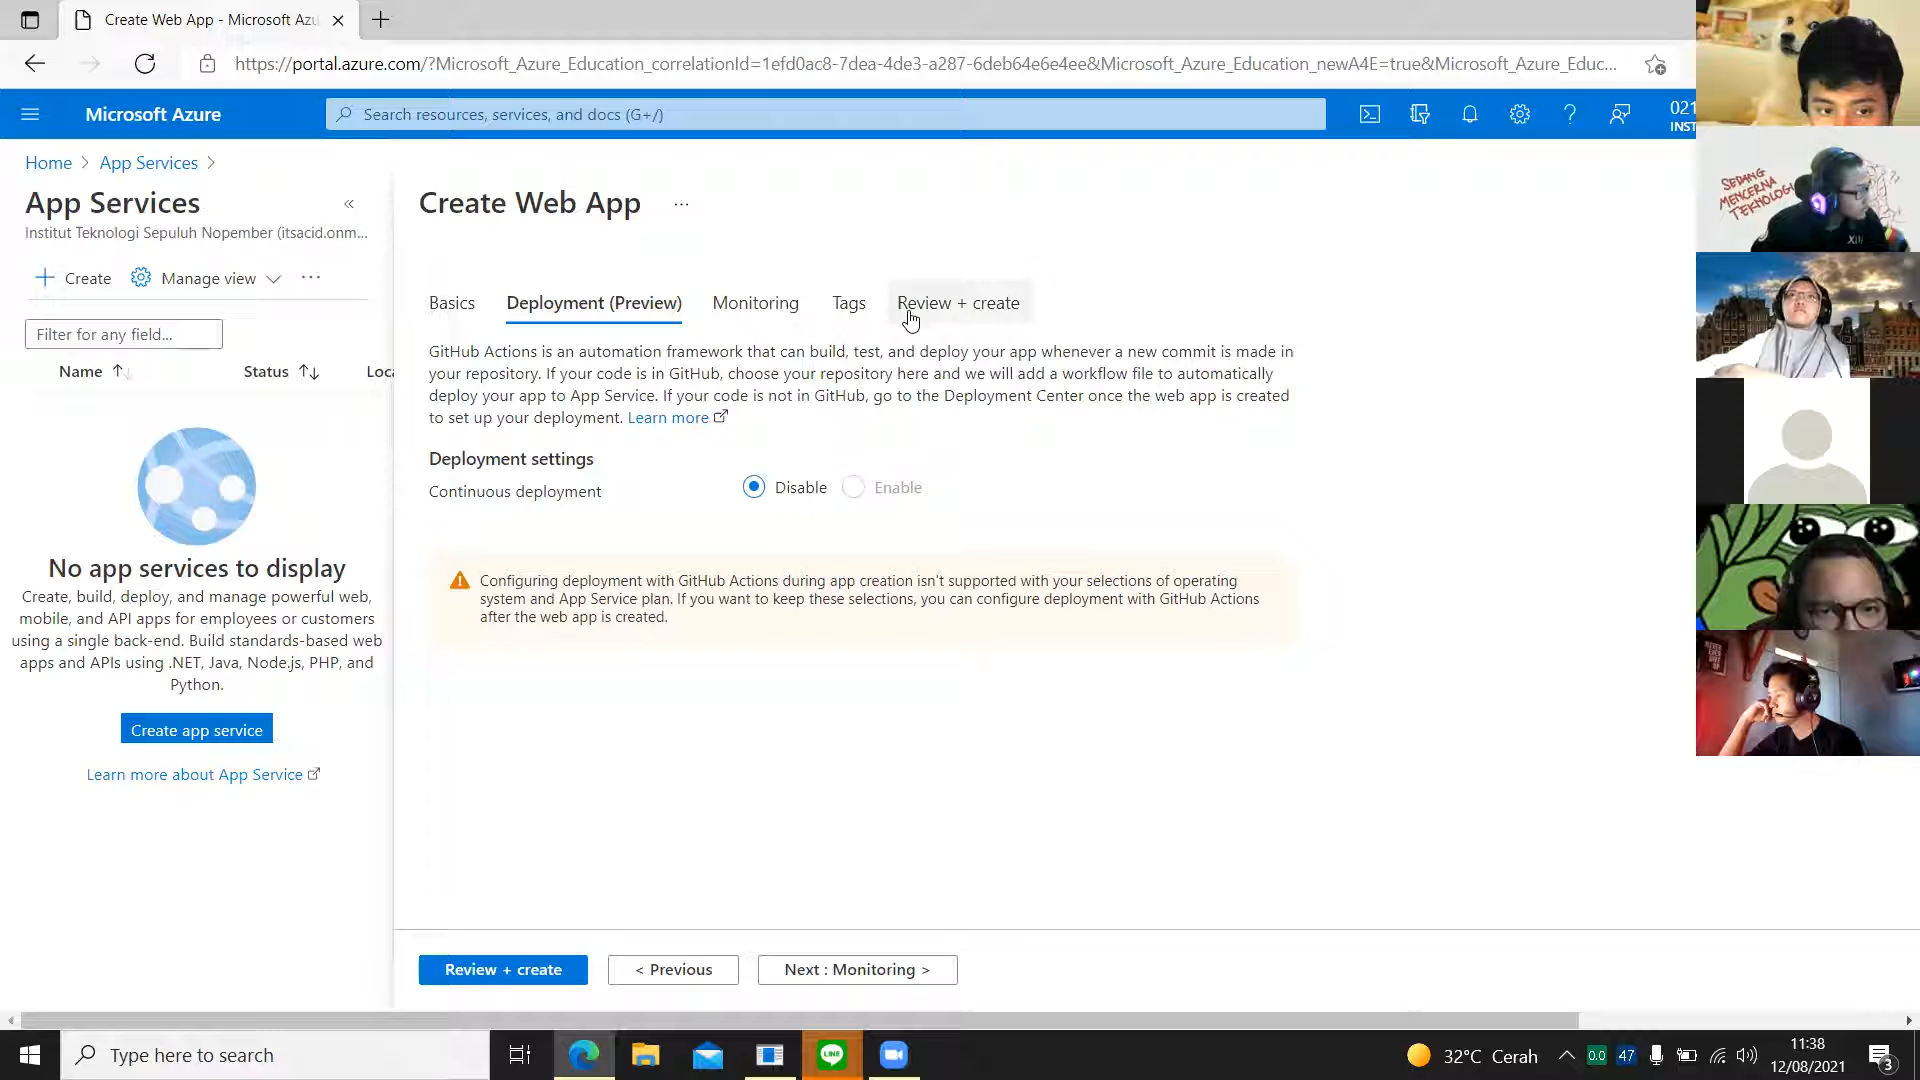 Create Web App - Microsoft Azu
https://portal.azure.com/?Microsoft_Azure_Education_correlationId=1efd0ac8-7dea-4de3-a287-6deb64e6e4ee&Microsoft_Azure_Education_newA4E=true&Microsoft_Azure_Educ...
Microsoft Azure
Search resources, services, and docs (G+/)
021
INST
Home > App Services >
App Services
Institut Teknologi Sepuluh Nopember (itsacid.onm...
Create
Manage view
Filter for any field...
Name
Status
Loca
No app services to display
Create, build, deploy, and manage powerful web,
mobile, and API apps for employees or customers
using a single back-end. Build standards-based web
apps and APIs using .NET, Java, Node.js, PHP, and
Python.
Create app service
Learn more about App Service
Create Web App ...
Basics
Deployment (Preview)
Monitoring
Tags
Review + create
GitHub Actions is an automation framework that can build, test, and deploy your app whenever a new commit is made in
your repository. If your code is in GitHub, choose your repository here and we will add a workflow file to automatically
deploy your app to App Service. If your code is not in GitHub, go to the Deployment Center once the web app is created
to set up your deployment. Learn more
Deployment settings
Continuous deployment
Disable
Enable
Configuring deployment with GitHub Actions during app creation isn't supported with your selections of operating
system and App Service plan. If you want to keep these selections, you can configure deployment with GitHub Actions
after the web app is created.
Review + create
< Previous
Next : Monitoring >
SEDANG
MENCERNA
TEKNOLOGI
XIII
Type here to search
LINE
32°C Cerah
0.0
47
11:38
12/08/2021
3